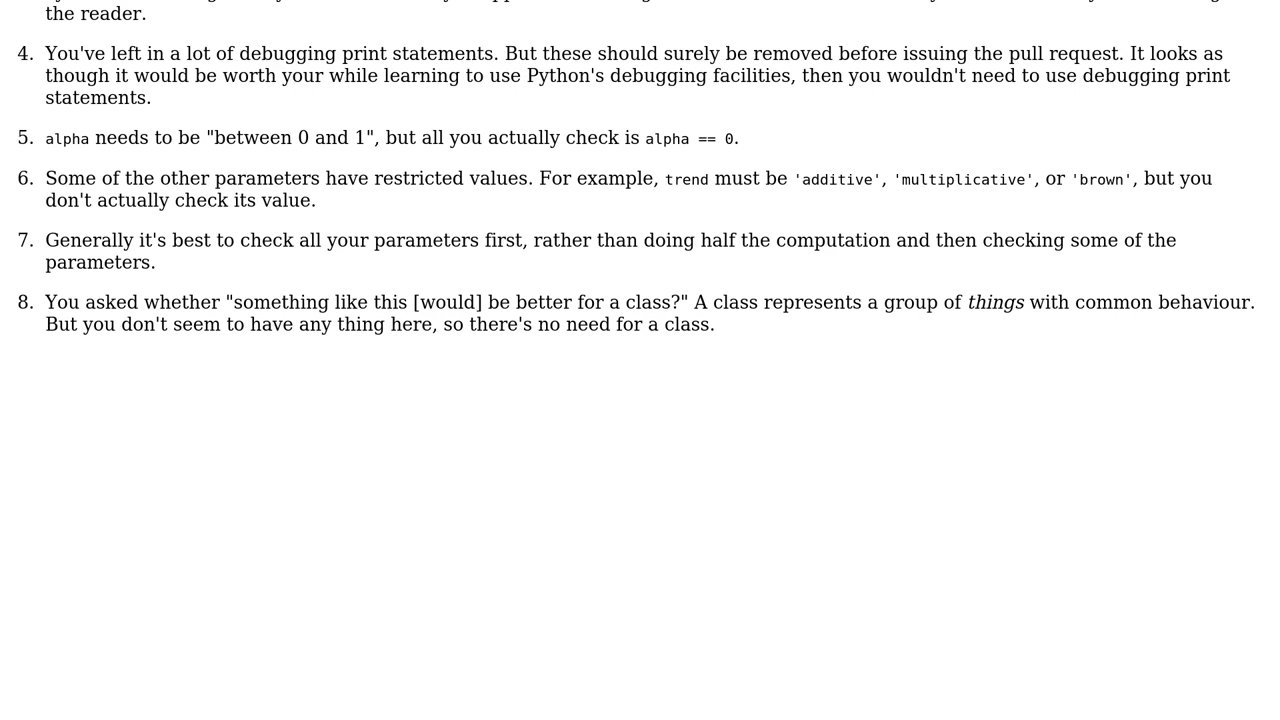 the reader.
4. You've left in a lot of debugging print statements. But these should surely be removed before issuing the pull request. It looks as
though it would be worth your while learning to use Python's debugging facilities, then you wouldn't need to use debugging print
statements.
5. alpha needs to be "between 0 and 1", but all you actually check is alpha == 0.
6. Some of the other parameters have restricted values. For example, trend must be 'additive', 'multiplicative', or 'brown', but you
don't actually check its value.
7. Generally it's best to check all your parameters first, rather than doing half the computation and then checking some of the
parameters.
8. You asked whether "something like this [would] be better for a class?" A class represents a group of things with common behaviour.
But you don't seem to have any thing here, so there's no need for a class.